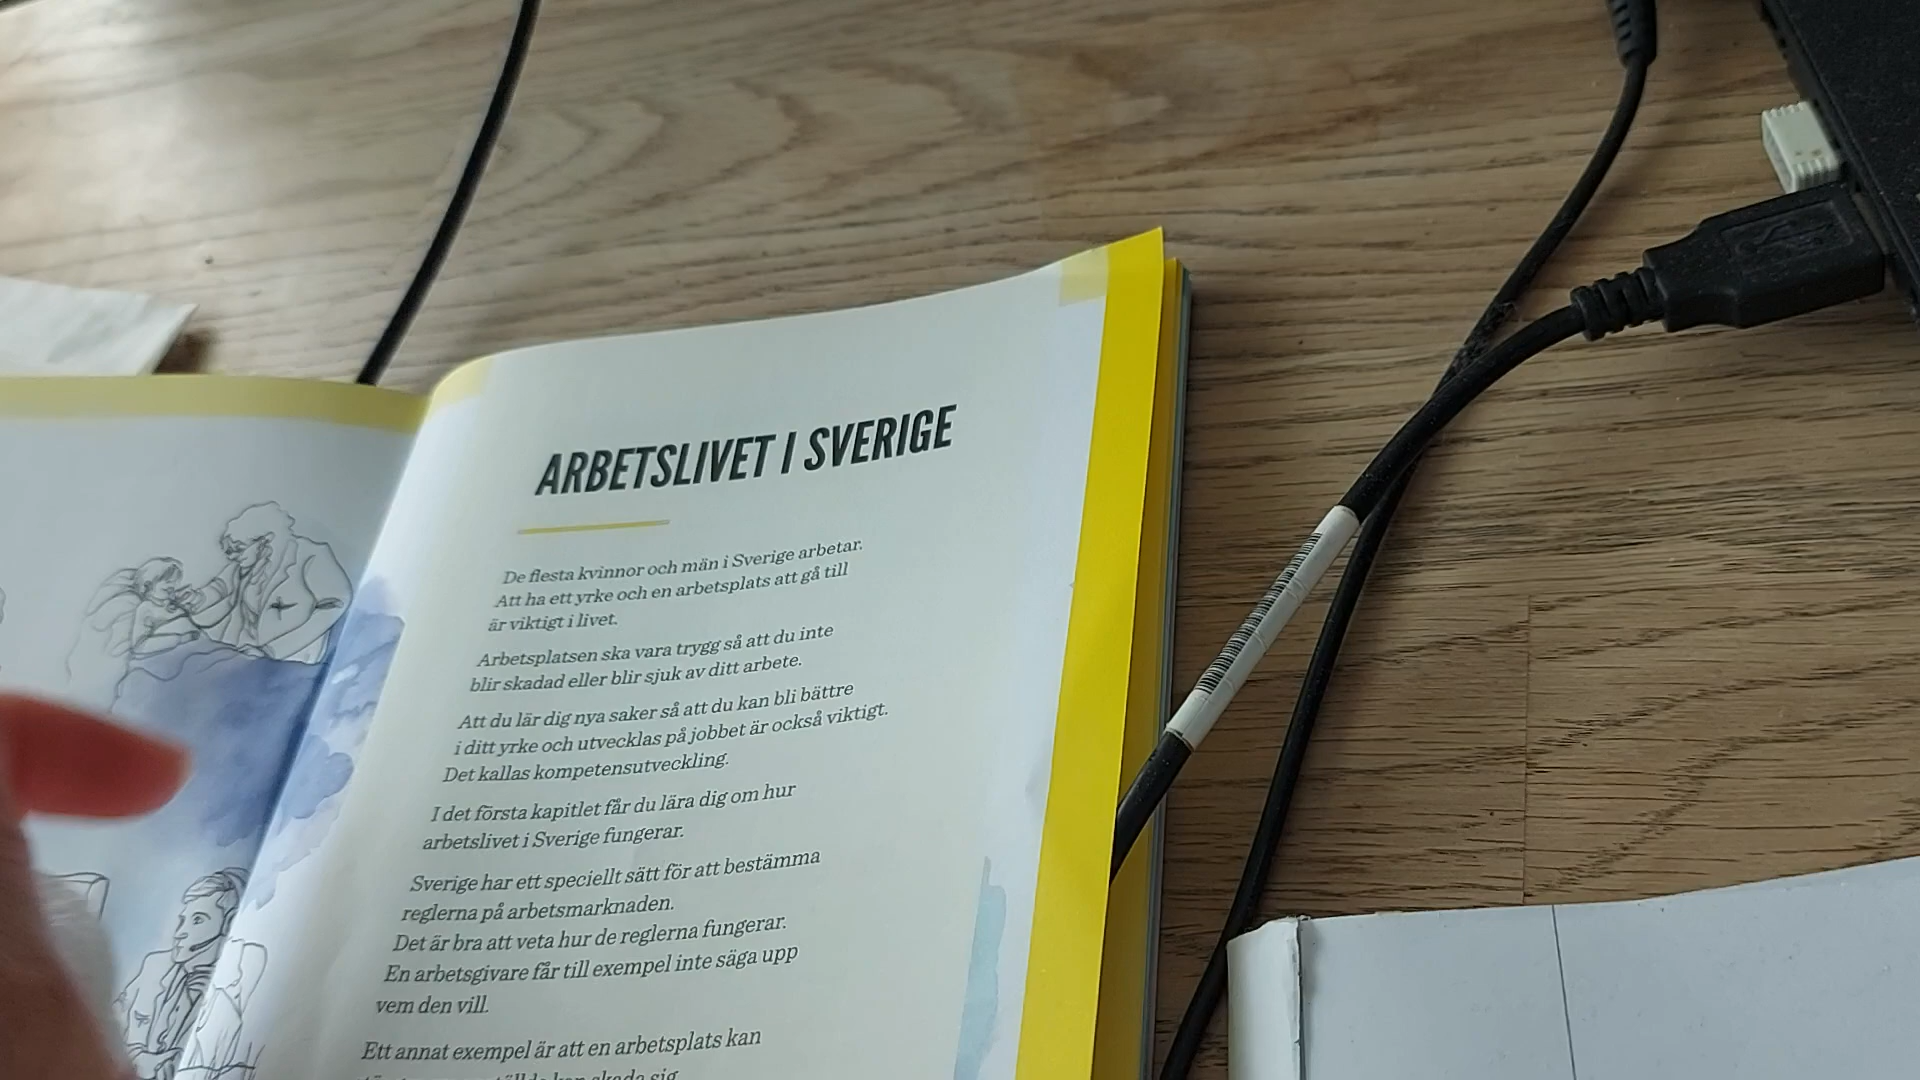 ARBETSLIVET I SVERIGE
De flesta kvinnor och män i Sverige arbetar.
Att ha ett yrke och en arbetsplats att gå till
är viktigt i livet.
Arbetsplatsen ska vara trygg så att du inte
blir skadad eller blir sjuk av ditt arbete.
Att du lär dig nya saker så att du kan bli bättre
i ditt yrke och utvecklas på jobbet är också viktigt.
Det kallas kompetensutveckling.
I det första kapitlet får du lära dig om hur
arbetslivet i Sverige fungerar.
Sverige har ett speciellt sätt för att bestämma
reglerna på arbetsmarknaden.
Det är bra att veta hur de reglerna fungerar.
En arbetsgivare får till exempel inte säga upp
vem den vill.
Ett annat exempel är att en arbetsplats kan
kan skada sig